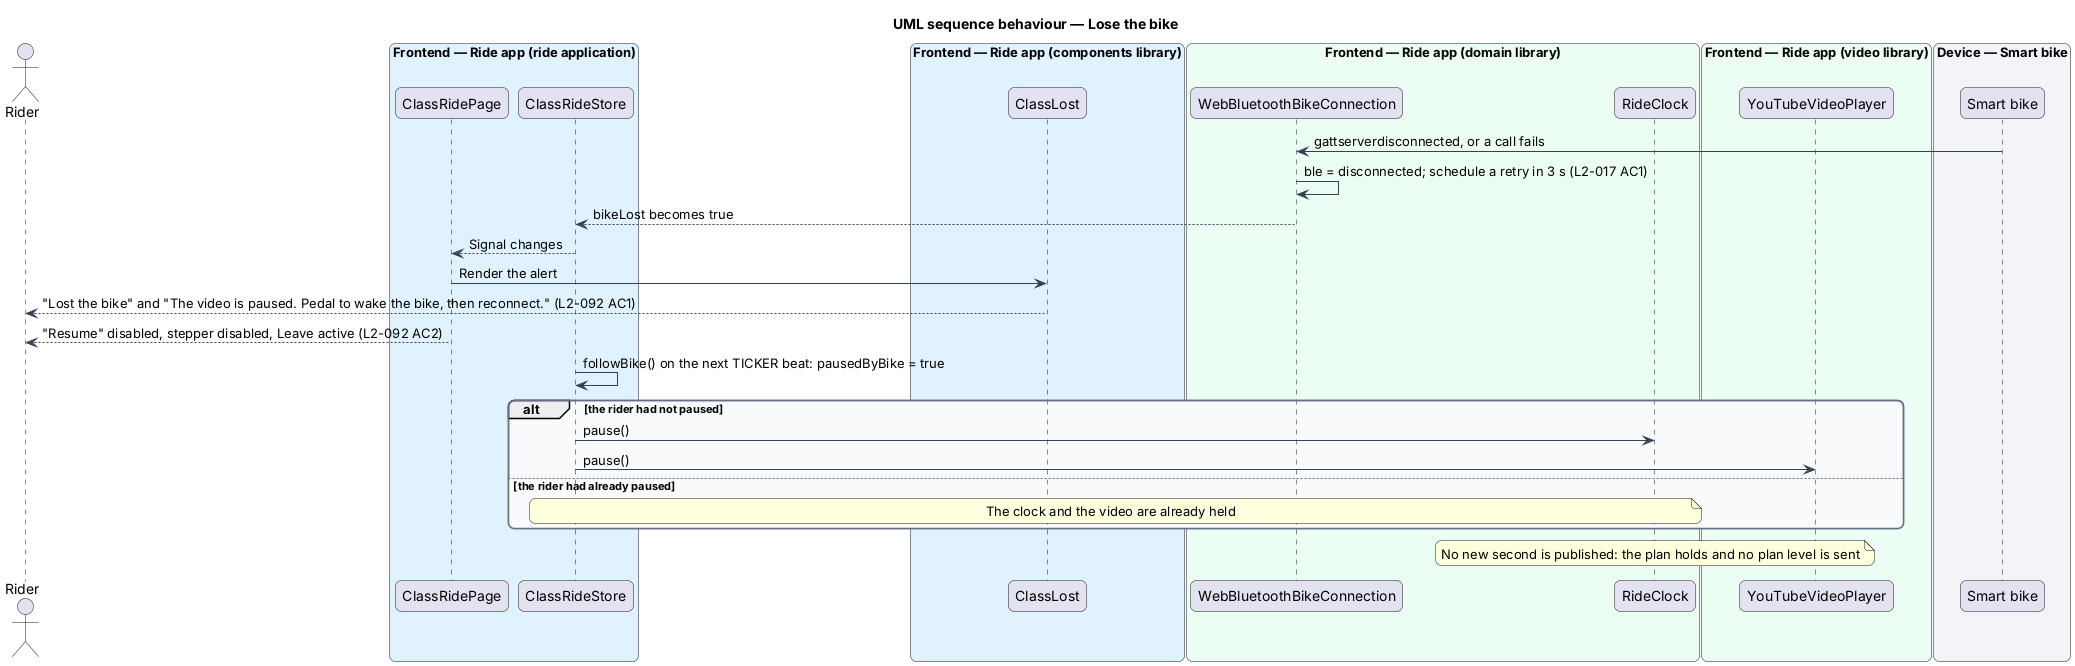 UML sequence behaviour — Lose the bike
Frontend — Ride app (ride application)
Frontend — Ride app (components library)
Frontend — Ride app (domain library)
Frontend — Ride app (video library)
Device — Smart bike
Rider
ClassRidePage
ClassRideStore
ClassLost
WebBluetoothBikeConnection
RideClock
YouTubeVideoPlayer
Smart bike
gattserverdisconnected, or a call fails
ble = disconnected; schedule a retry in 3 s (L2-017 AC1)
bikeLost becomes true
Signal changes
Render the alert
"Lost the bike" and "The video is paused. Pedal to wake the bike, then reconnect." (L2-092 AC1)
"Resume" disabled, stepper disabled, Leave active (L2-092 AC2)
followBike() on the next TICKER beat: pausedByBike = true
alt
[the rider had not paused]
pause()
pause()
[the rider had already paused]
The clock and the video are already held
No new second is published: the plan holds and no plan level is sent
Rider
ClassRidePage
ClassRideStore
ClassLost
WebBluetoothBikeConnection
RideClock
YouTubeVideoPlayer
Smart bike